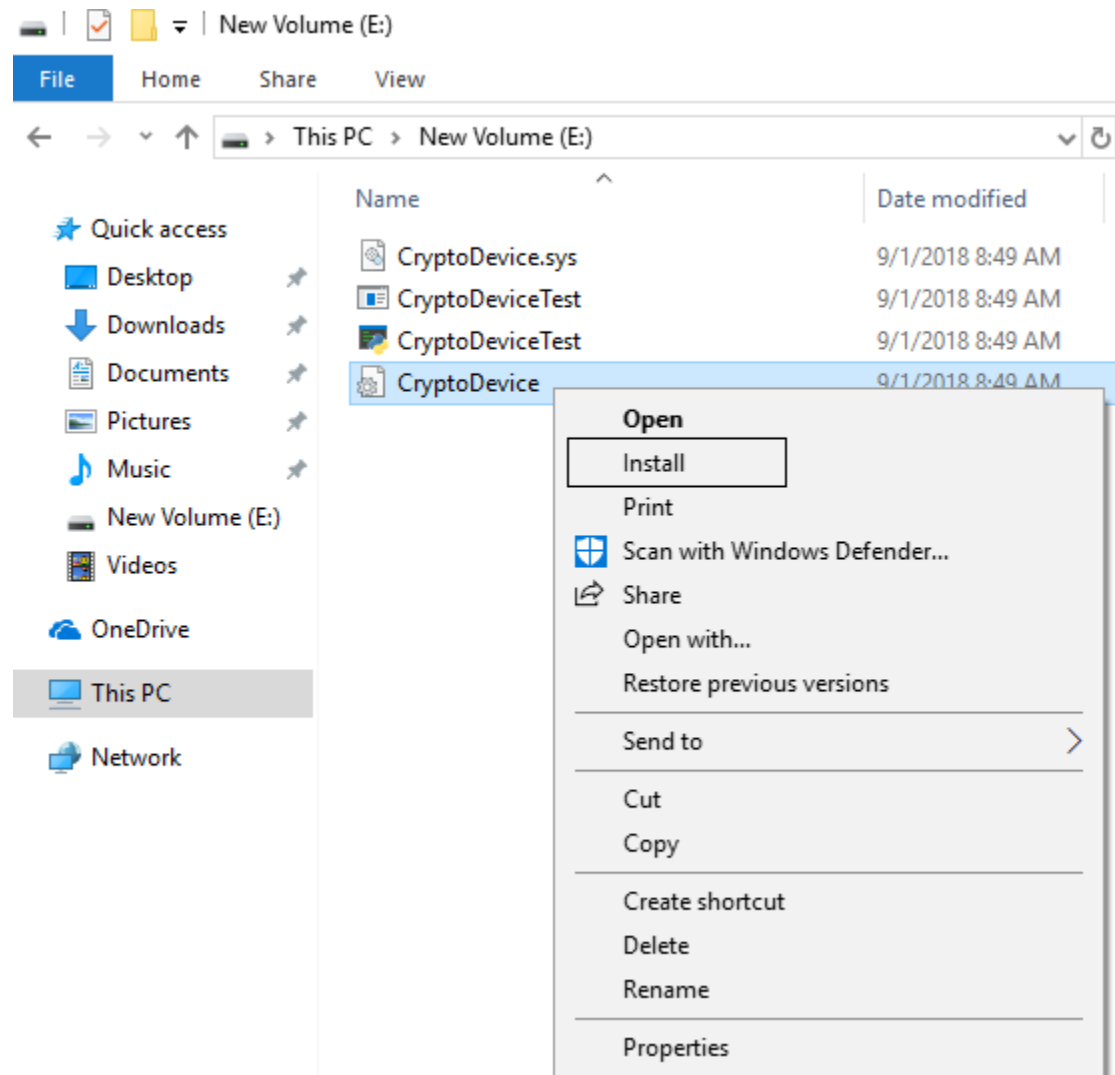 New Volume (E:)
File Home Share View
This PC > New Volume (E:)
Name Date modified
Quick access
Desktop
Downloads
Documents
Pictures
Music
New Volume (E:)
Videos
OneDrive
This PC
Network
CryptoDevice.sys 9/1/2018 8:49 AM
CryptoDeviceTest 9/1/2018 8:49 AM
CryptoDeviceTest 9/1/2018 8:49 AM
CryptoDevice 9/1/2018 8:49 AM
Open
Install
Print
Scan with Windows Defender...
Share
Open with...
Restore previous versions
Send to
Cut
Copy
Create shortcut
Delete
Rename
Properties